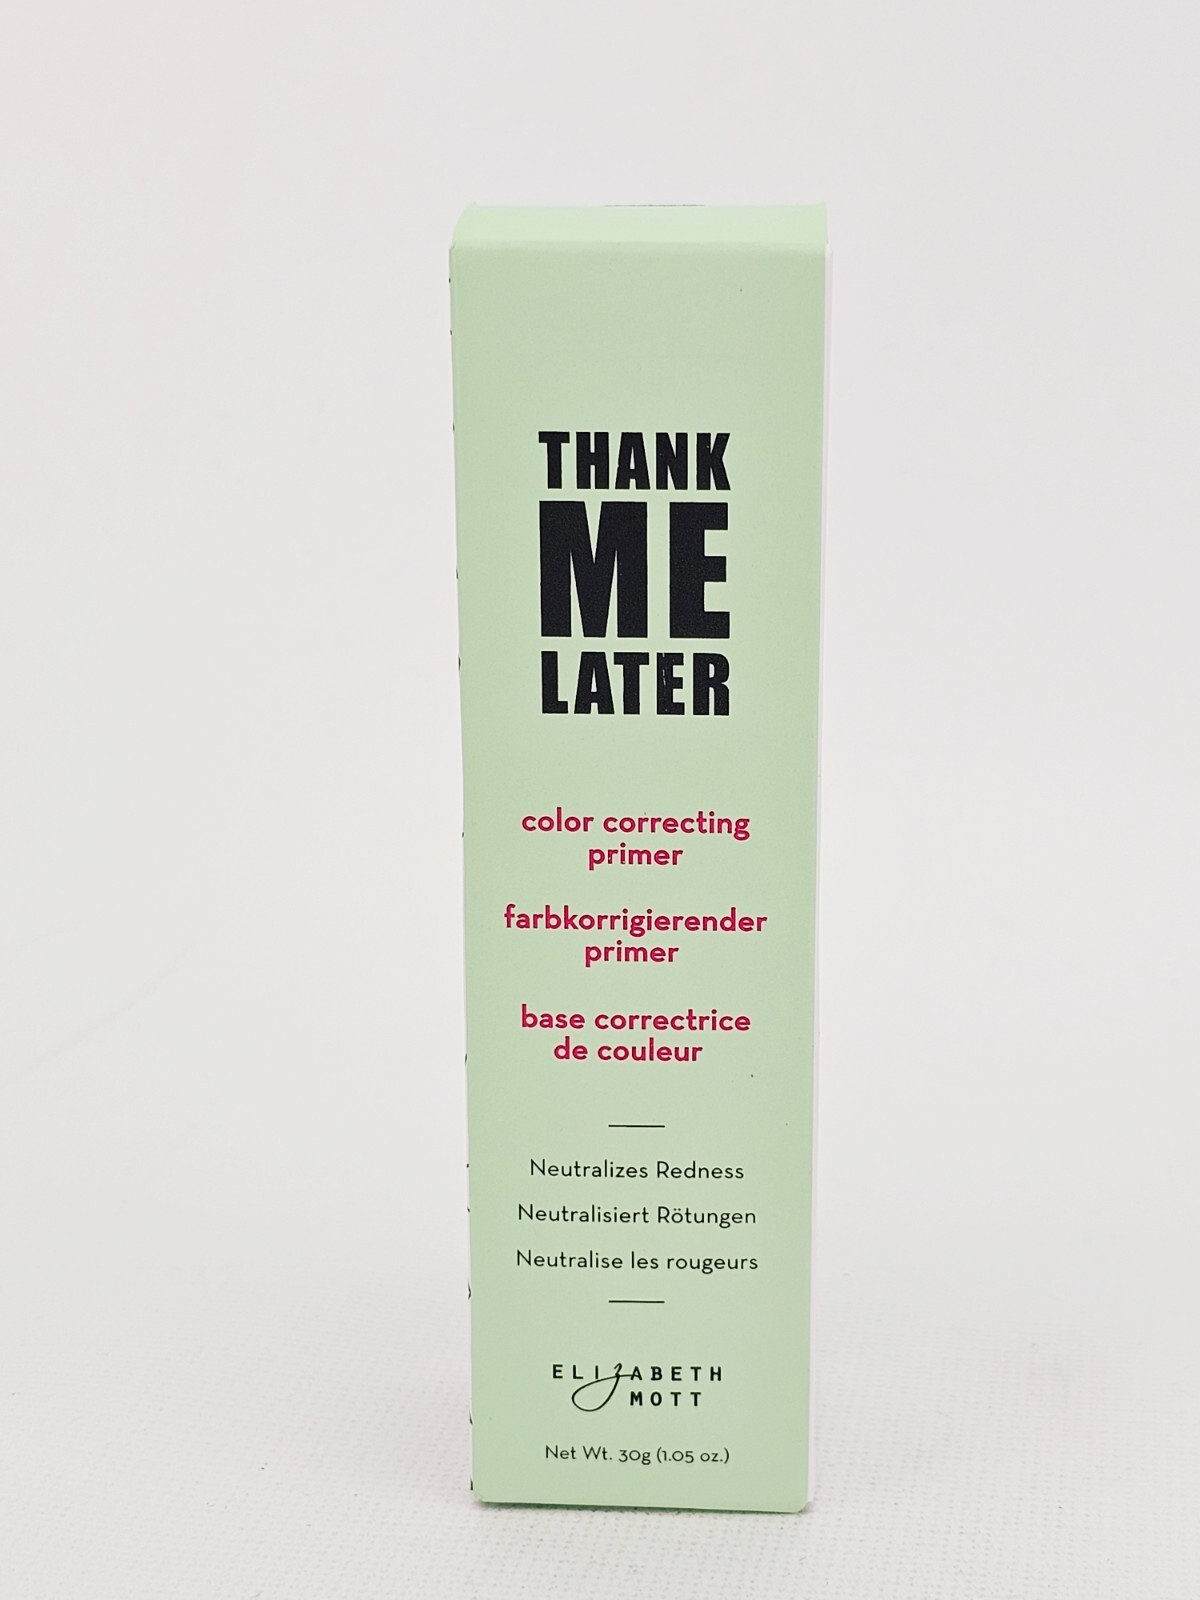 THANK
ME
LATER
color correcting
primer
farbkorrigierender
primer
base correctrice
de couleur
Neutralizes Redness
Neutralisiert Rötungen
Neutralise les rougeurs
ELIZABETH
MOTT
Net Wt. 30g (1.05 oz.)